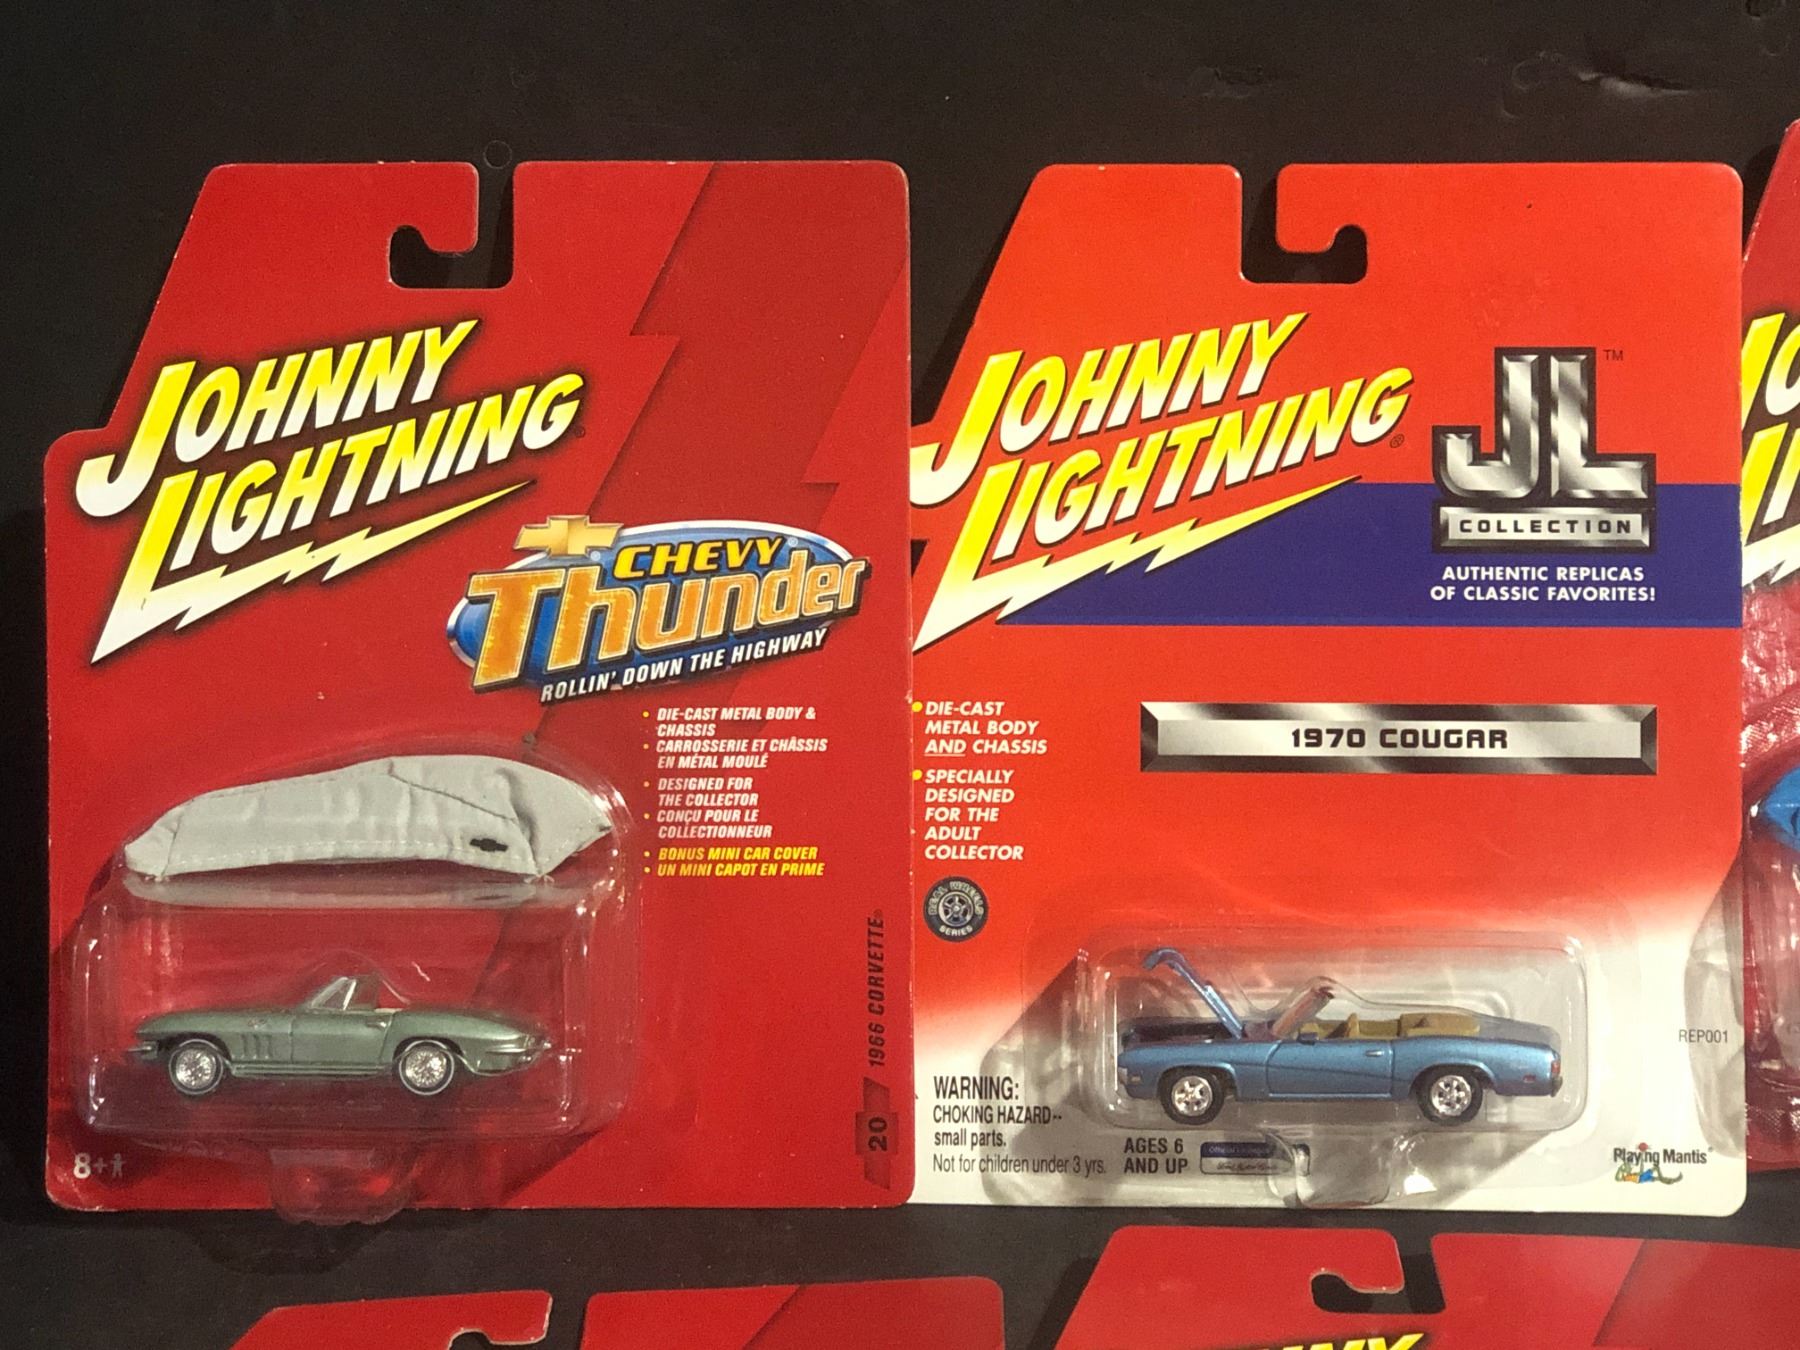 JOHNNY
LIGHTNING®
CHEVY®
Thunder
ROLLIN' DOWN THE HIGHWAY
• DIE-CAST METAL BODY &
CHASSIS
• CARROSSERIE ET CHÂSSIS
EN MÉTAL MOULÉ
• DESIGNED FOR
THE COLLECTOR
• CONÇU POUR LE
COLLECTIONNEUR
• BONUS MINI CAR COVER
• UN MINI CAPOT EN PRIME
1966 CORVETTE®
20
8+
JOHNNY
LIGHTNING®
JL™
COLLECTION
AUTHENTIC REPLICAS
OF CLASSIC FAVORITES!
• DIE-CAST
METAL BODY
AND CHASSIS
• SPECIALLY
DESIGNED
FOR THE
ADULT
COLLECTOR
1970 COUGAR
REAL WHEELS
SERIES
REP001
WARNING:
CHOKING HAZARD--
small parts.
Not for children under 3 yrs.
AGES 6
AND UP
Playing Mantis®